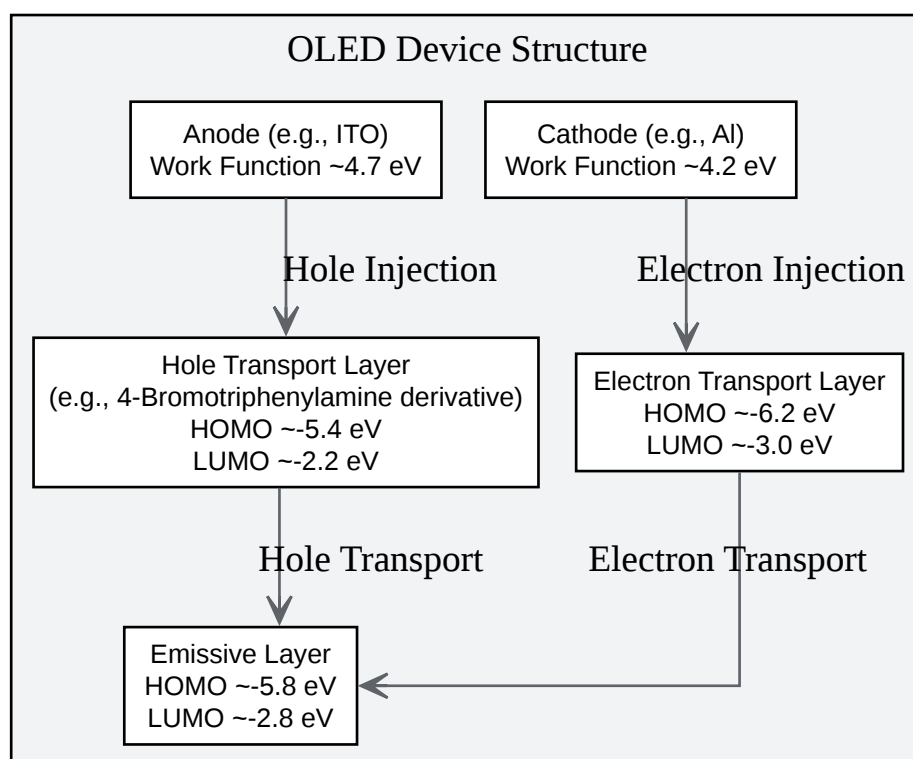 OLED Device Structure
Anode (e.g., ITO)
Work Function ~4.7 eV
Cathode (e.g., Al)
Work Function ~4.2 eV
Hole Injection
Electron Injection
Hole Transport Layer
(e.g., 4-Bromotriphenylamine derivative)
HOMO ~-5.4 eV
LUMO ~-2.2 eV
Electron Transport Layer
HOMO ~-6.2 eV
LUMO ~-3.0 eV
Hole Transport
Electron Transport
Emissive Layer
HOMO ~-5.8 eV
LUMO ~-2.8 eV